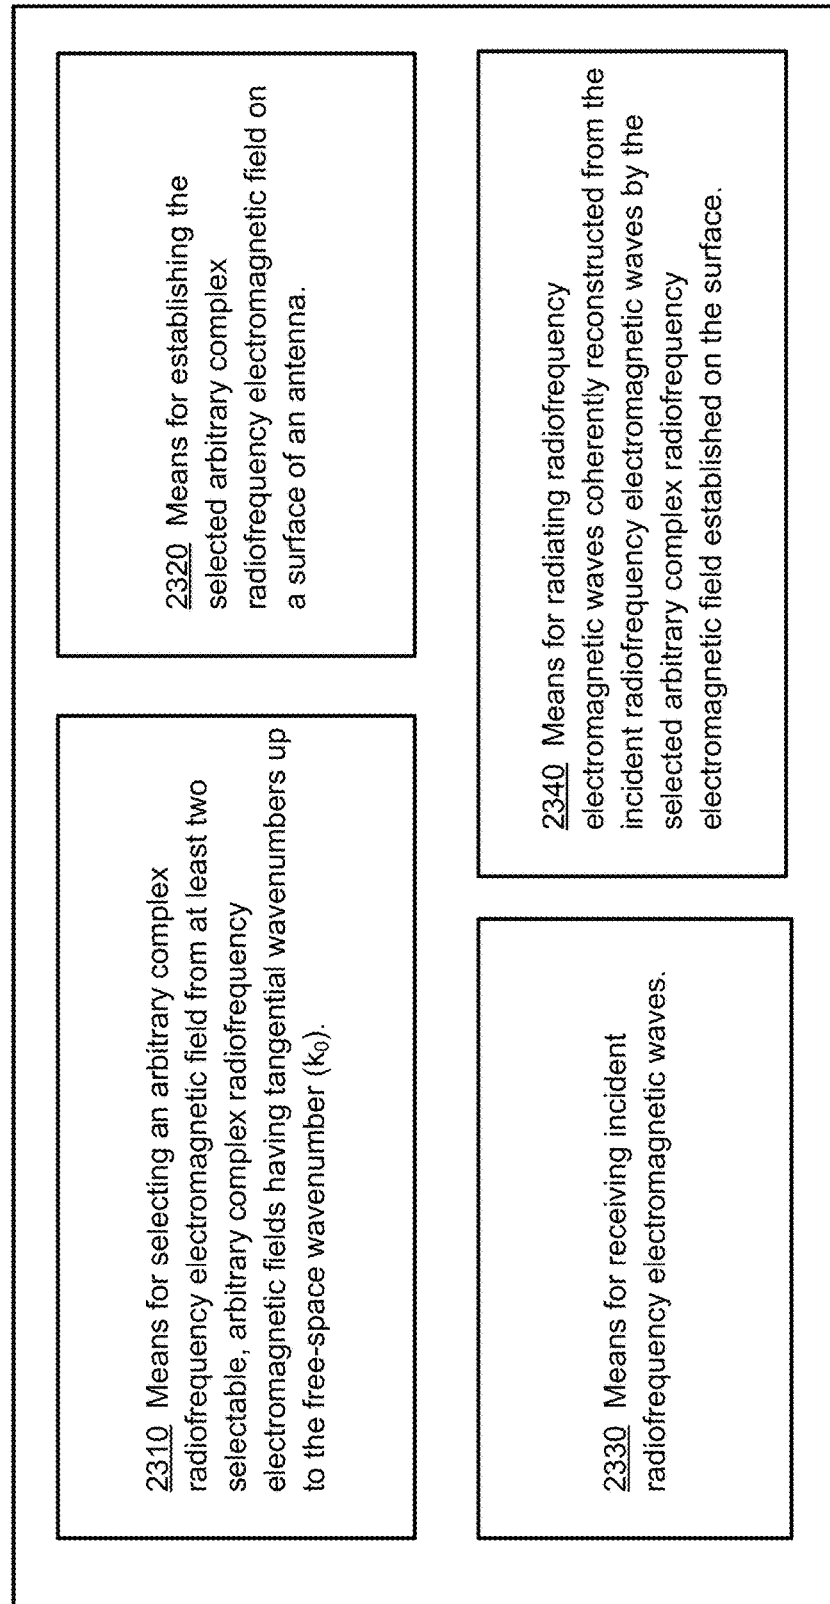 2310 Means for selecting an arbitrary complex
radiofrequency electromagnetic field from at least two
selectable, arbitrary complex radiofrequency
electromagnetic fields having tangential wavenumbers up
to the free-space wavenumber (k₀).
2320 Means for establishing the
selected arbitrary complex
radiofrequency electromagnetic field on
a surface of an antenna.
2330 Means for receiving incident
radiofrequency electromagnetic waves.
2340 Means for radiating radiofrequency
electromagnetic waves coherently reconstructed from the
incident radiofrequency electromagnetic waves by the
selected arbitrary complex radiofrequency
electromagnetic field established on the surface.